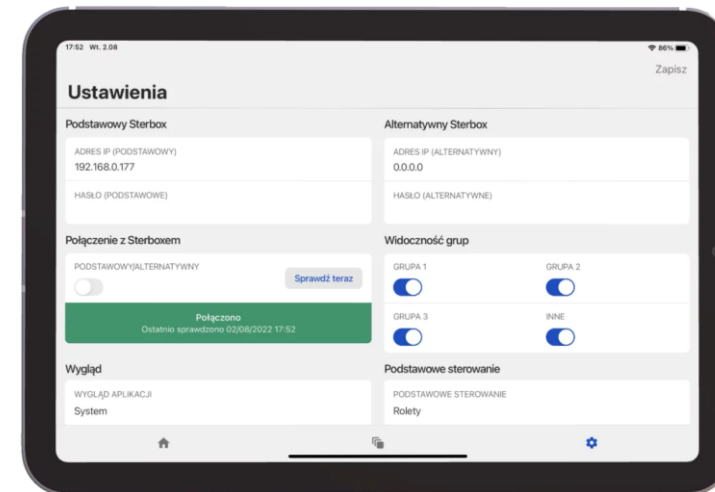 17:52 Wt. 2.08
86%
Zapisz
Ustawienia
Podstawowy Sterbox
ADRES IP (PODSTAWOWY)
192.168.0.177
HASŁO (PODSTAWOWE)
Alternatywny Sterbox
ADRES IP (ALTERNATYWNY)
0.0.0.0
HASŁO (ALTERNATYWNE)
Połączenie z Sterboxem
PODSTAWOWY/ALTERNATYWNY
Sprawdź teraz
Połączono
Ostatnio sprawdzono 02/08/2022 17:52
Widoczność grup
GRUPA 1
GRUPA 2
GRUPA 3
INNE
Wygląd
WYGLĄD APLIKACJI
System
Podstawowe sterowanie
PODSTAWOWE STEROWANIE
Rolety